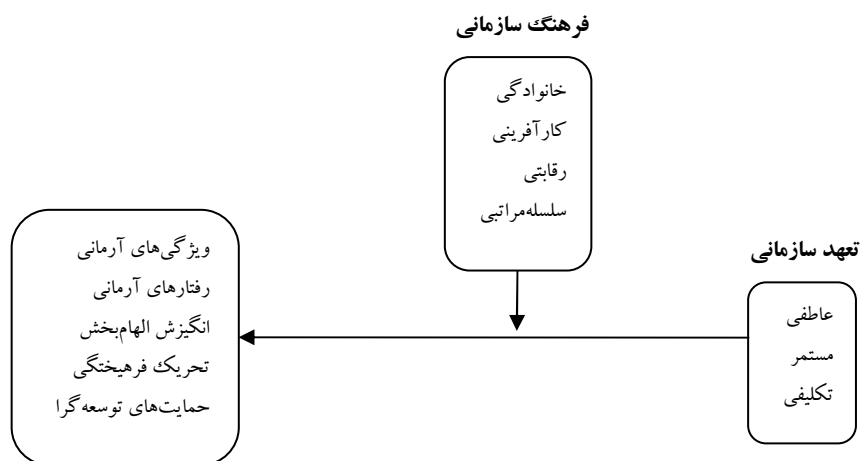 فرهنگ سازمانی
خانوادگی
کارآفرینی
رقابتی
سلسله‌مراتبی
تعهد سازمانی
عاطفی
مستمر
تکلیفی
ویژگی‌های آرمانی
رفتارهای آرمانی
انگیزش الهام‌بخش
تحریک فرهیختگی
حمایت‌های توسعه‌گرا